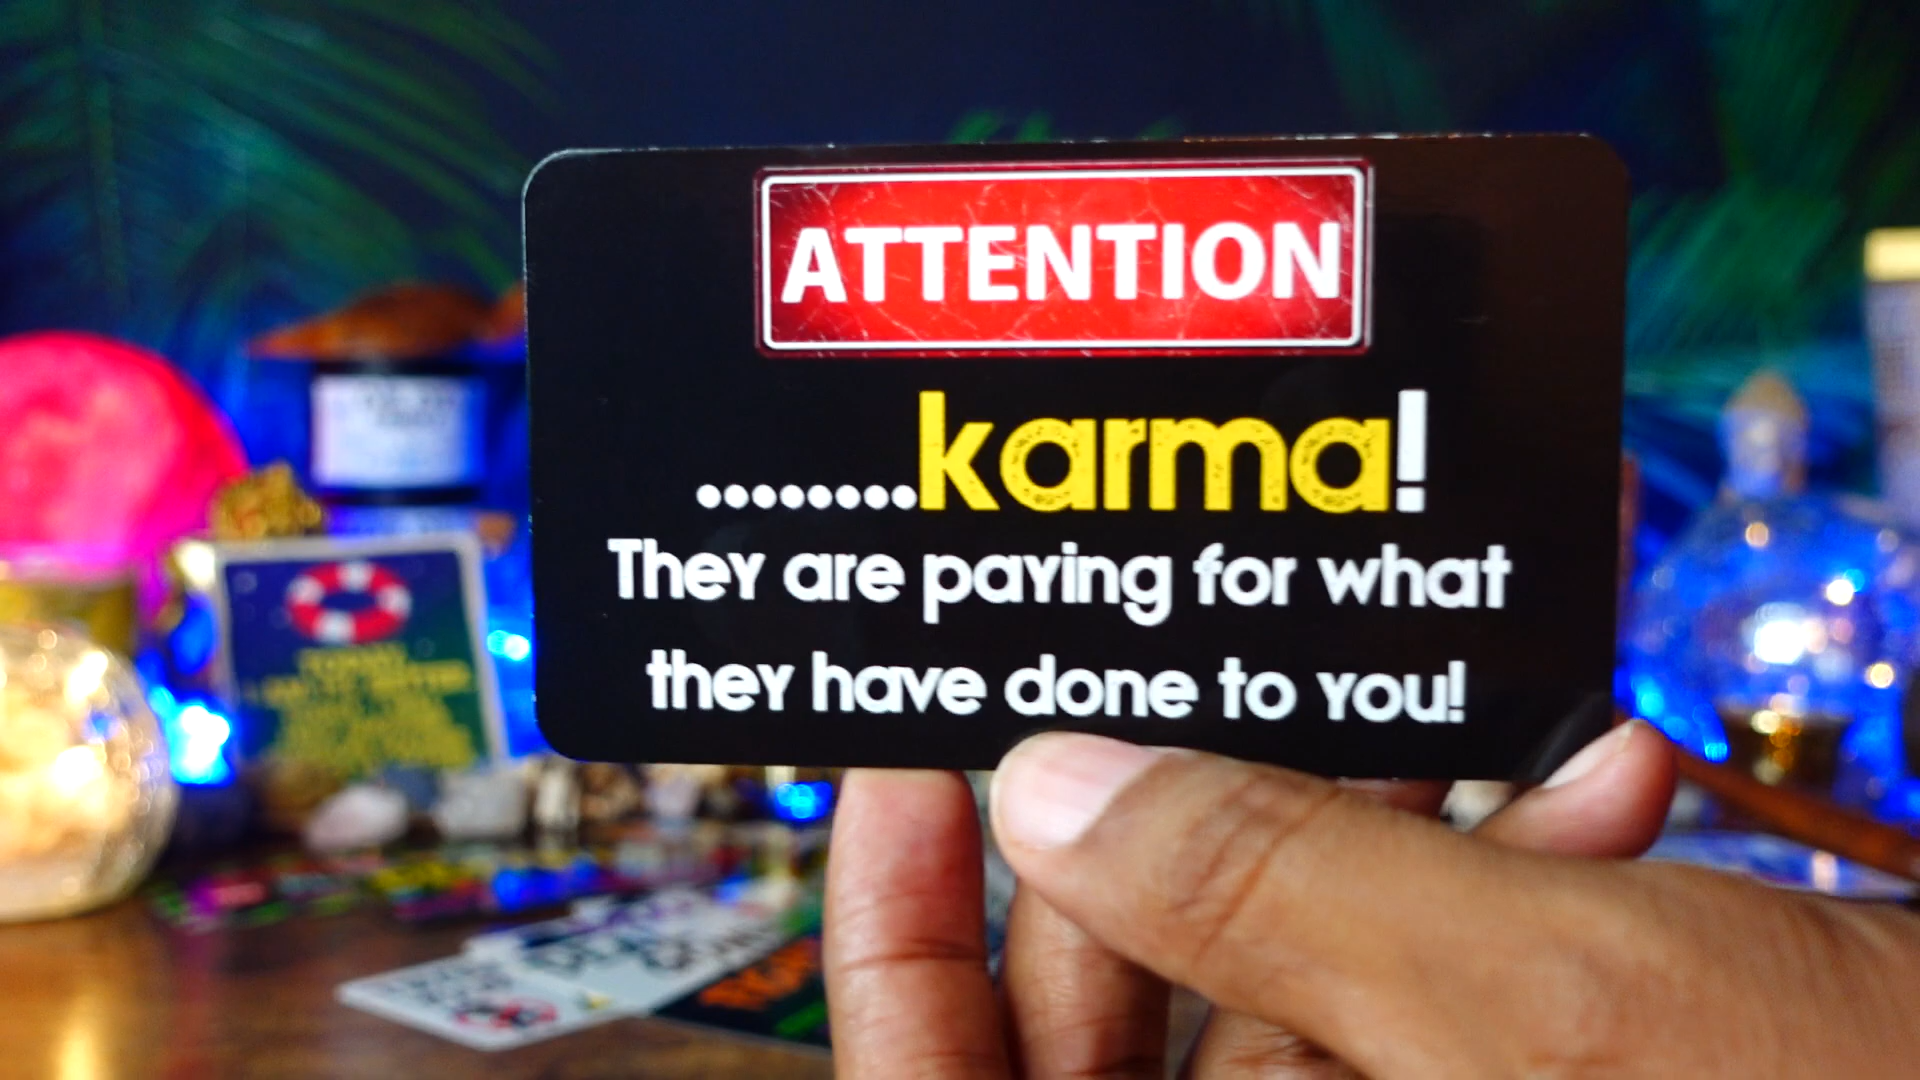 ATTENTION
........karma!
They are paying for what
they have done to you!